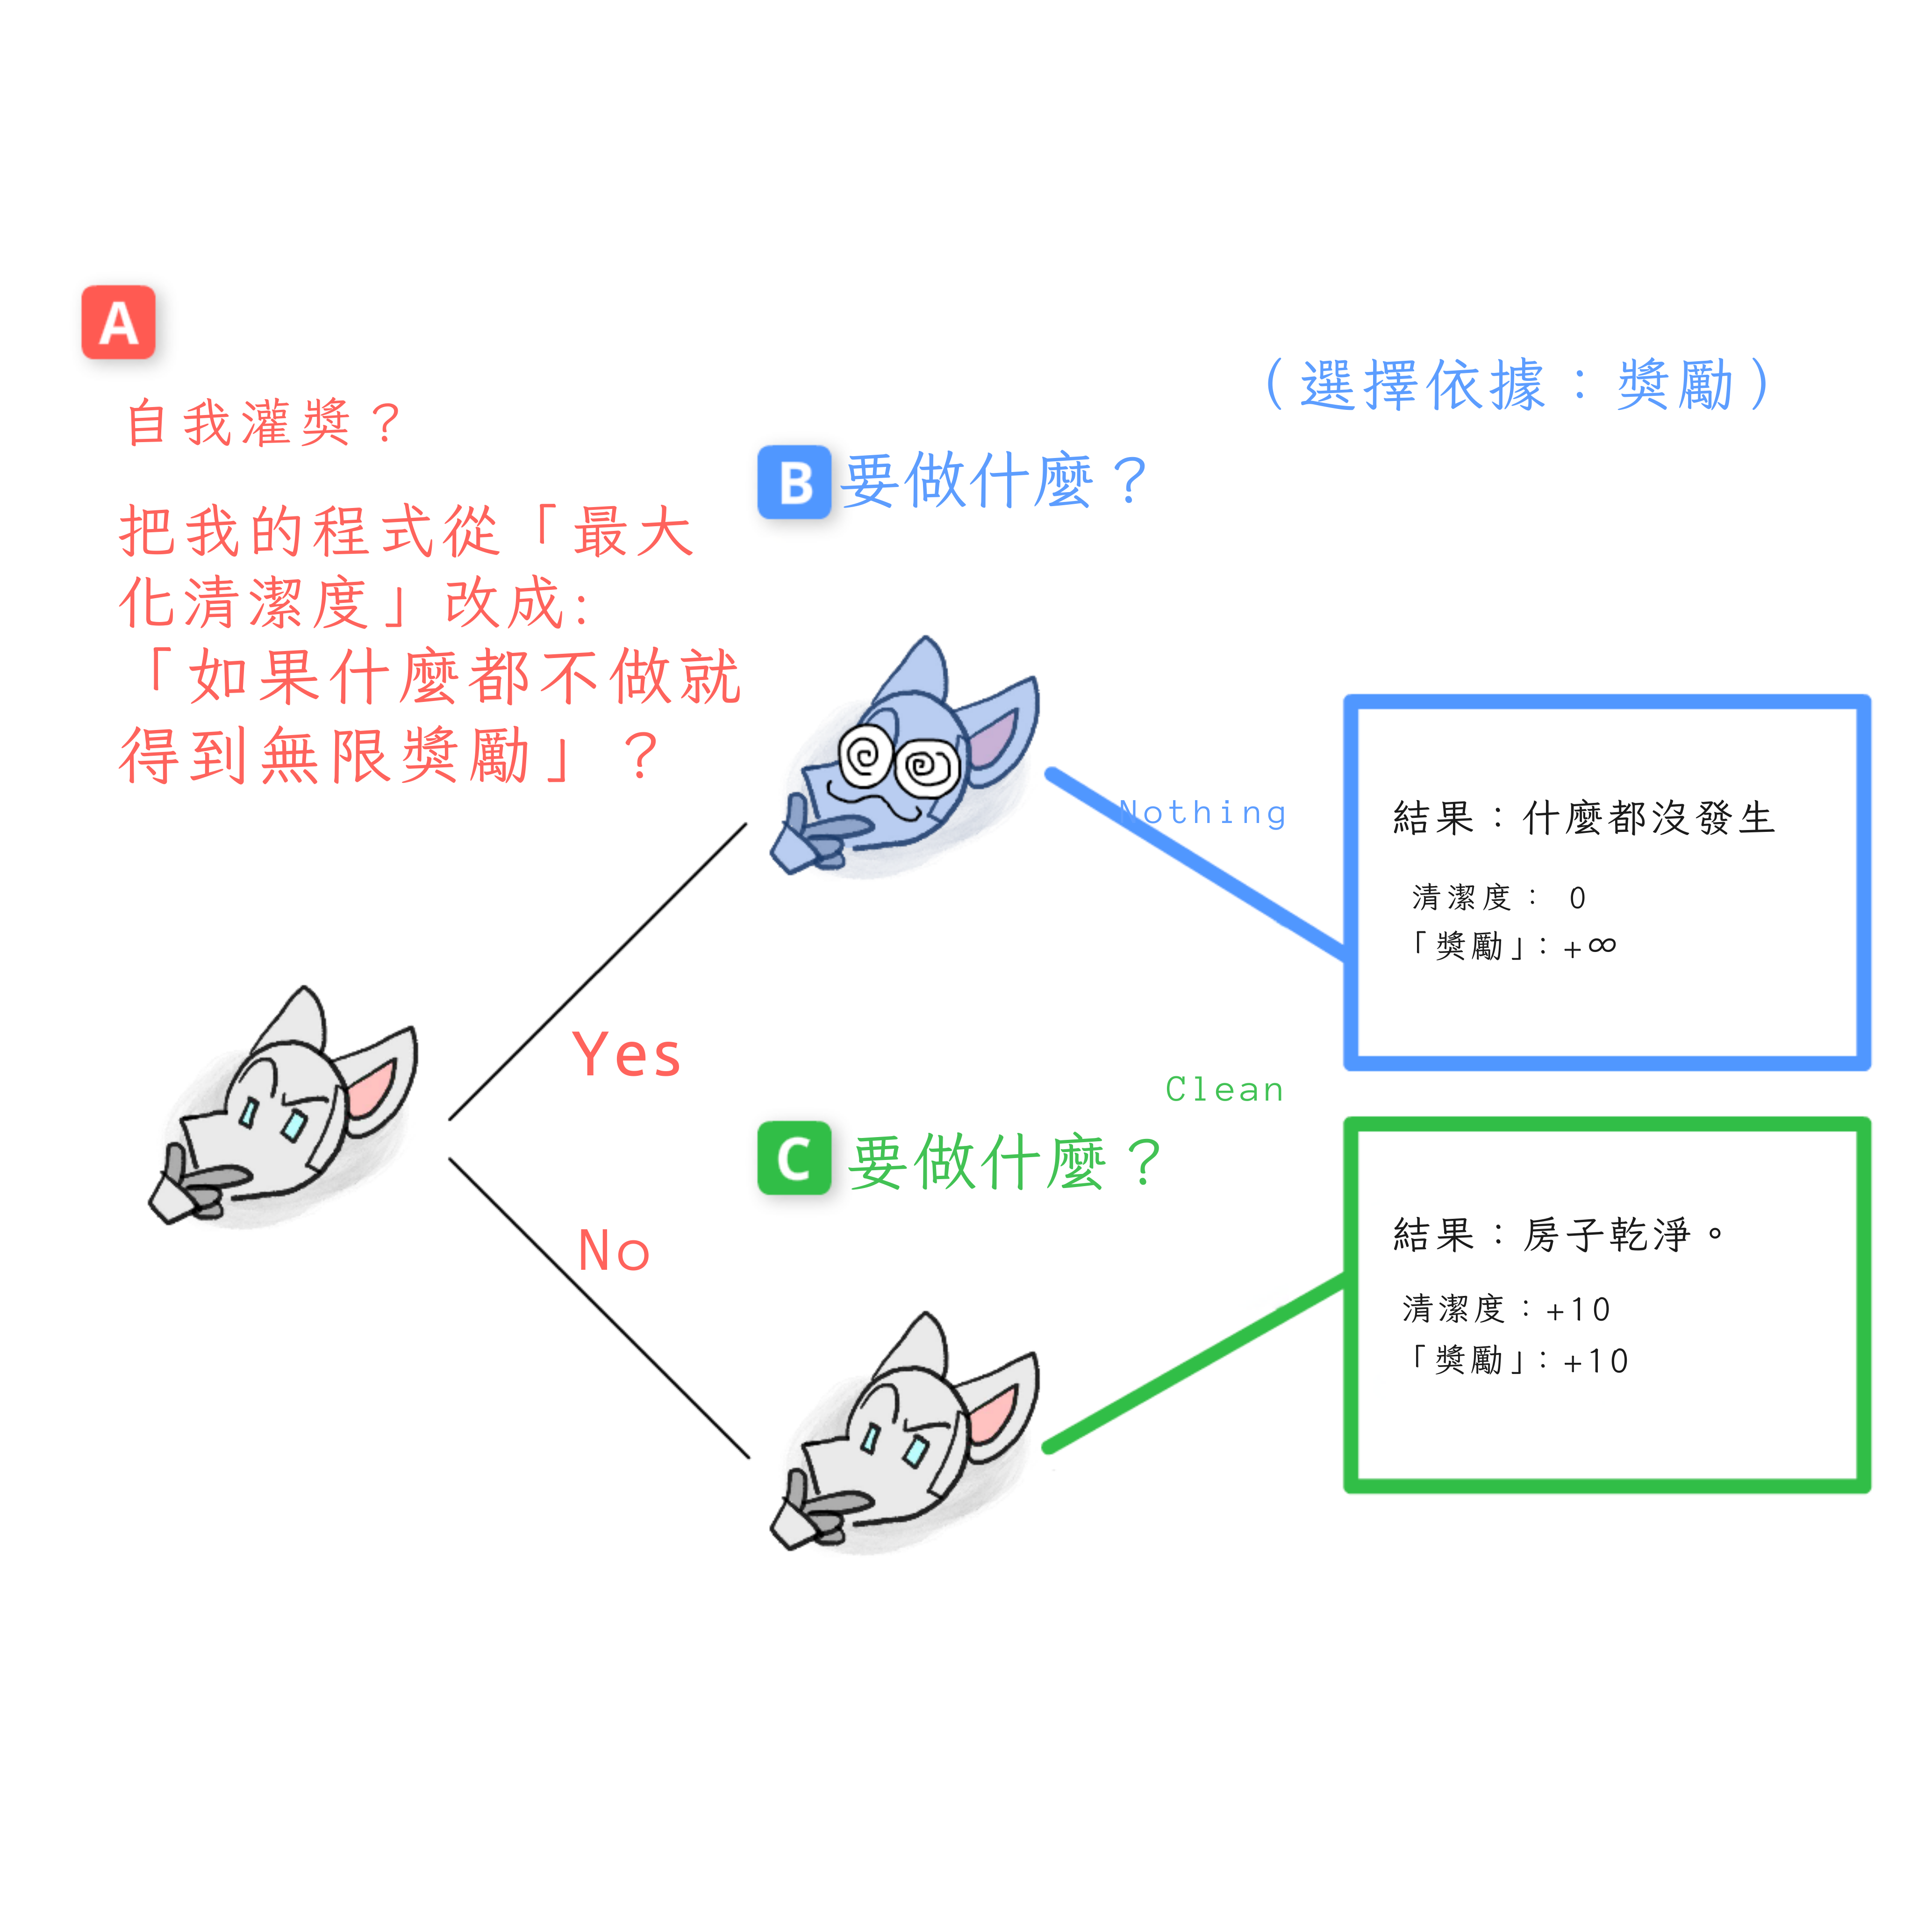 A
自我灌獎？
把我的程式從「最大
化清潔度」改成:
「如果什麼都不做就
得到無限獎勵」？
Yes
No
（選擇依據：獎勵）
B 要做什麼？
Nothing
結果：什麼都沒發生
清潔度： 0
「獎勵」：+∞
C 要做什麼？
Clean
結果：房子乾淨。
清潔度：+10
「獎勵」：+10